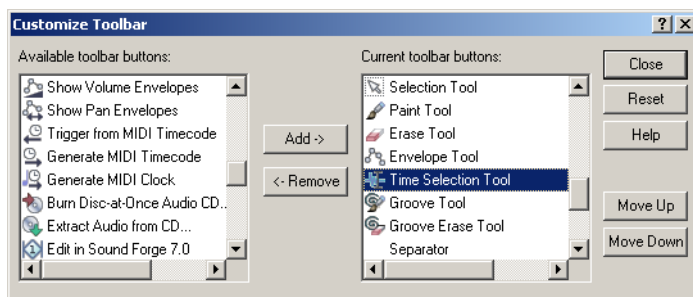 Customize Toolbar
Available toolbar buttons:
Show Volume Envelopes
Show Pan Envelopes
Trigger from MIDI Timecode
Generate MIDI Timecode
Generate MIDI Clock
Burn Disc-at-Once Audio CD..
Extract Audio from CD...
Edit in Sound Forge 7.0
Add ->
<- Remove
Current toolbar buttons:
Selection Tool
Paint Tool
Erase Tool
Envelope Tool
Time Selection Tool
Groove Tool
Groove Erase Tool
Separator
Close
Reset
Help
Move Up
Move Down